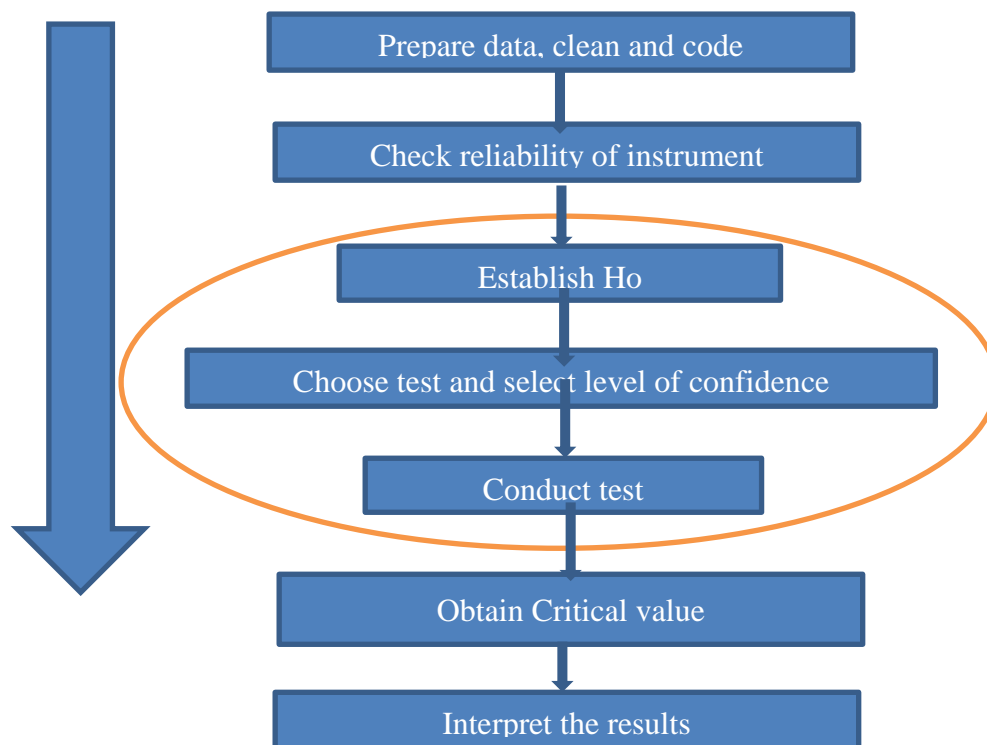 Prepare data, clean and code
Check reliability of instrument
Establish Ho
Choose test and select level of confidence
Conduct test
Obtain Critical value
Interpret the results